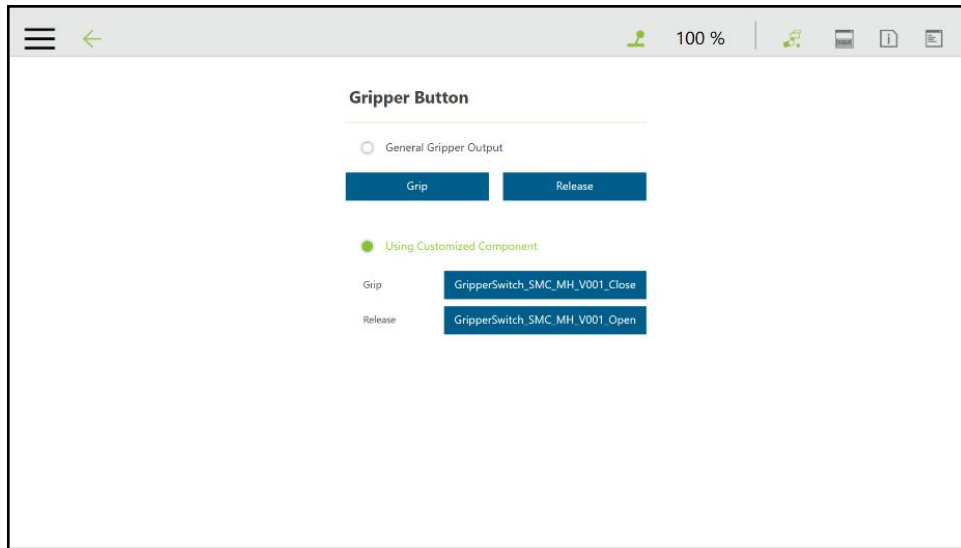 100 %
Gripper Button
General Gripper Output
Grip Release
Using Customized Component
Grip GripperSwitch_SMC_MH_V001_Close
Release GripperSwitch_SMC_MH_V001_Open